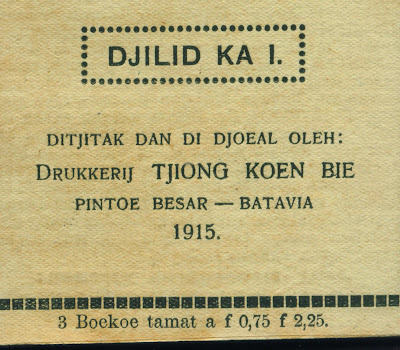 DJILID KA I.
DITJITAK DAN DI DJOEAL OLEH:
DRUKKERIJ TJIONG KOEN BIE
PINTOE BESAR — BATAVIA
1915.
3 Boekoe tamat a f 0,75 f 2,25.